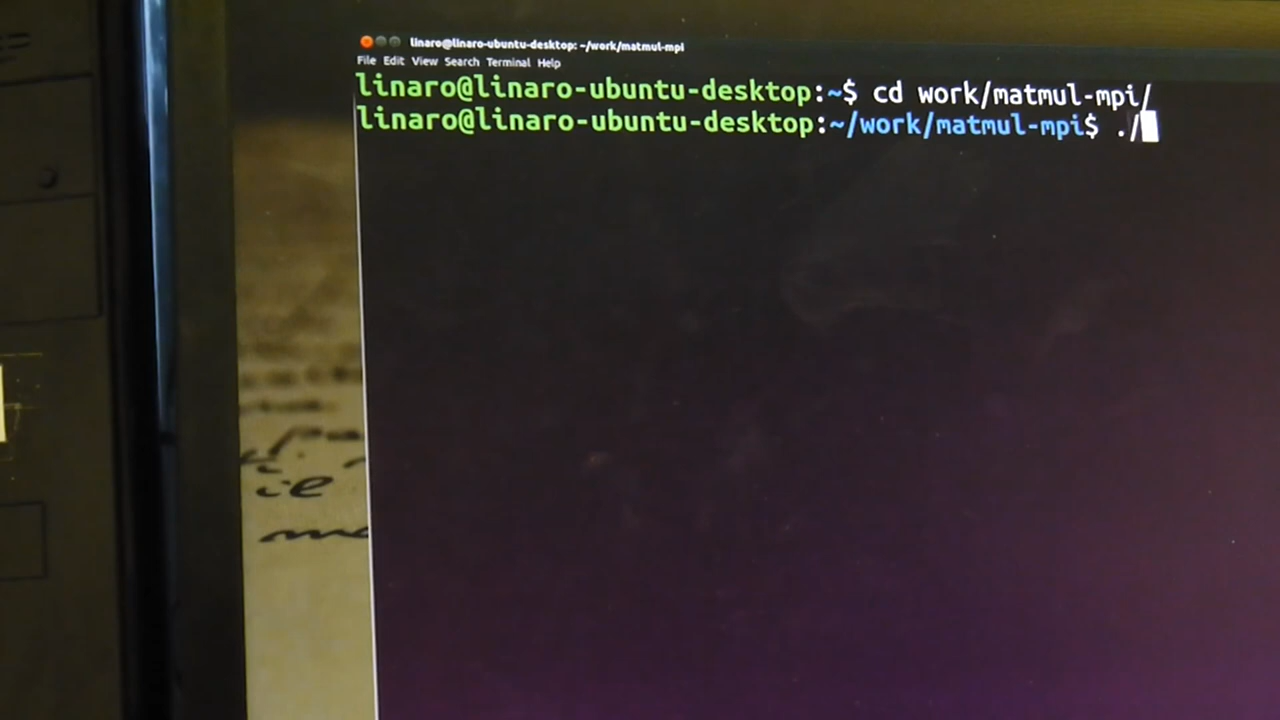 linaro@linaro-ubuntu-desktop: ~/work/matmul-mpi
File Edit View Search Terminal Help
linaro@linaro-ubuntu-desktop:~$ cd work/matmul-mpi/
linaro@linaro-ubuntu-desktop:~/work/matmul-mpi$ ./